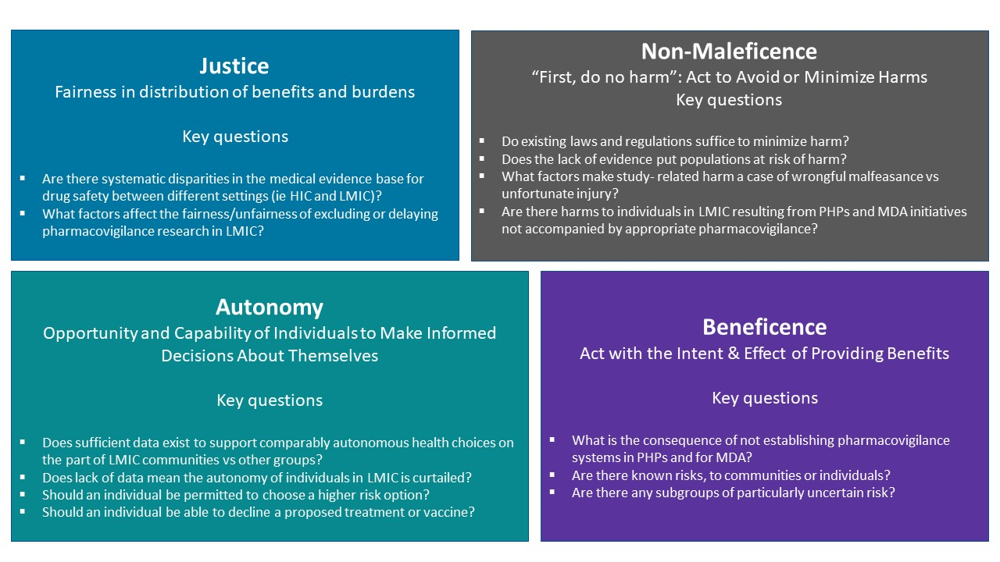 Justice
Fairness in distribution of benefits and burdens
Key questions
▪ Are there systematic disparities in the medical evidence base for
drug safety between different settings (ie HIC and LMIC)?
▪ What factors affect the fairness/unfairness of excluding or delaying
pharmacovigilance research in LMIC?
Non-Maleficence
“First, do no harm”: Act to Avoid or Minimize Harms
Key questions
▪ Do existing laws and regulations suffice to minimize harm?
▪ Does the lack of evidence put populations at risk of harm?
▪ What factors make study- related harm a case of wrongful malfeasance vs
unfortunate injury?
▪ Are there harms to individuals in LMIC resulting from PHPs and MDA initiatives
not accompanied by appropriate pharmacovigilance?
Autonomy
Opportunity and Capability of Individuals to Make Informed
Decisions About Themselves
Key questions
▪ Does sufficient data exist to support comparably autonomous health choices on
the part of LMIC communities vs other groups?
▪ Does lack of data mean the autonomy of individuals in LMIC is curtailed?
▪ Should an individual be permitted to choose a higher risk option?
▪ Should an individual be able to decline a proposed treatment or vaccine?
Beneficence
Act with the Intent & Effect of Providing Benefits
Key questions
▪ What is the consequence of not establishing pharmacovigilance
systems in PHPs and for MDA?
▪ Are there known risks, to communities or individuals?
▪ Are there any subgroups of particularly uncertain risk?